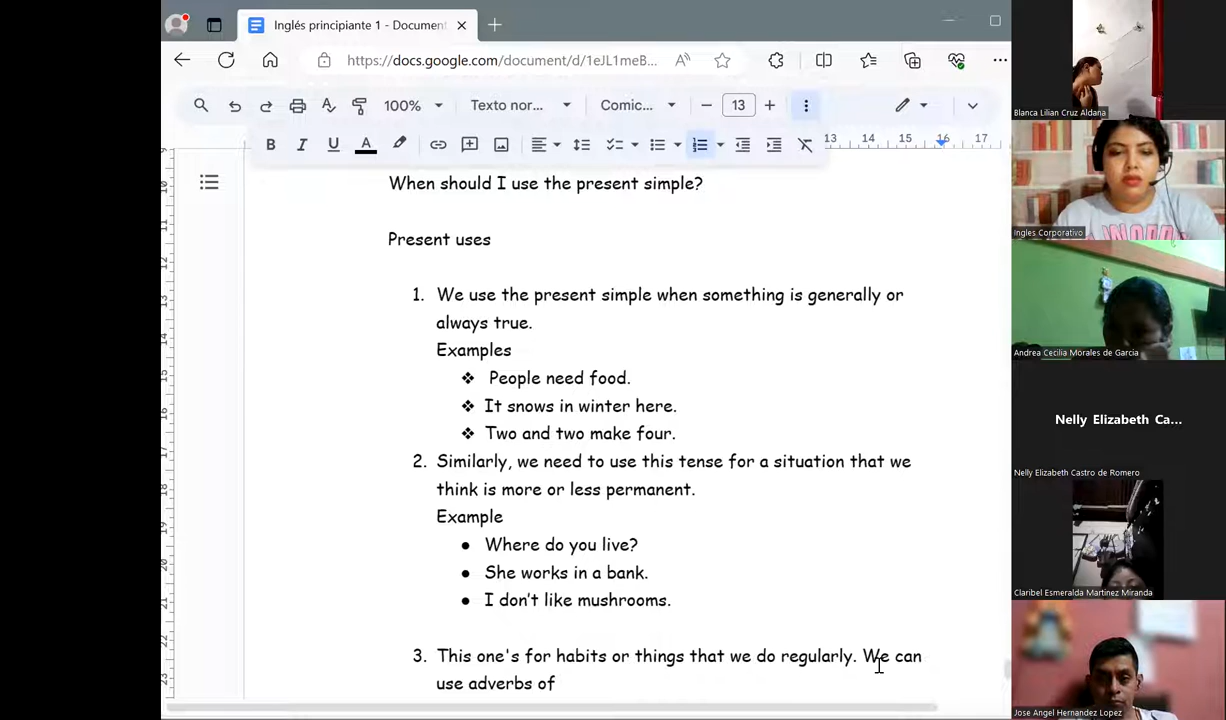 Inglés principiante 1 - Document
https://docs.google.com/document/d/1eJL1meB...
100%
Texto nor...
Comic...
13
13 14 15 16 17
When should I use the present simple?
Present uses
1. We use the present simple when something is generally or
always true.
Examples
❖ People need food.
❖ It snows in winter here.
❖ Two and two make four.
2. Similarly, we need to use this tense for a situation that we
think is more or less permanent.
Example
● Where do you live?
● She works in a bank.
● I don't like mushrooms.
3. This one's for habits or things that we do regularly. We can
use adverbs of
Blanca Lilian Cruz Aldana
Ingles Corporativo
Andrea Cecilia Morales de Garcia
Nelly Elizabeth Ca...
Nelly Elizabeth Castro de Romero
Claribel Esmeralda Martinez Miranda
Jose Angel Hernandez Lopez